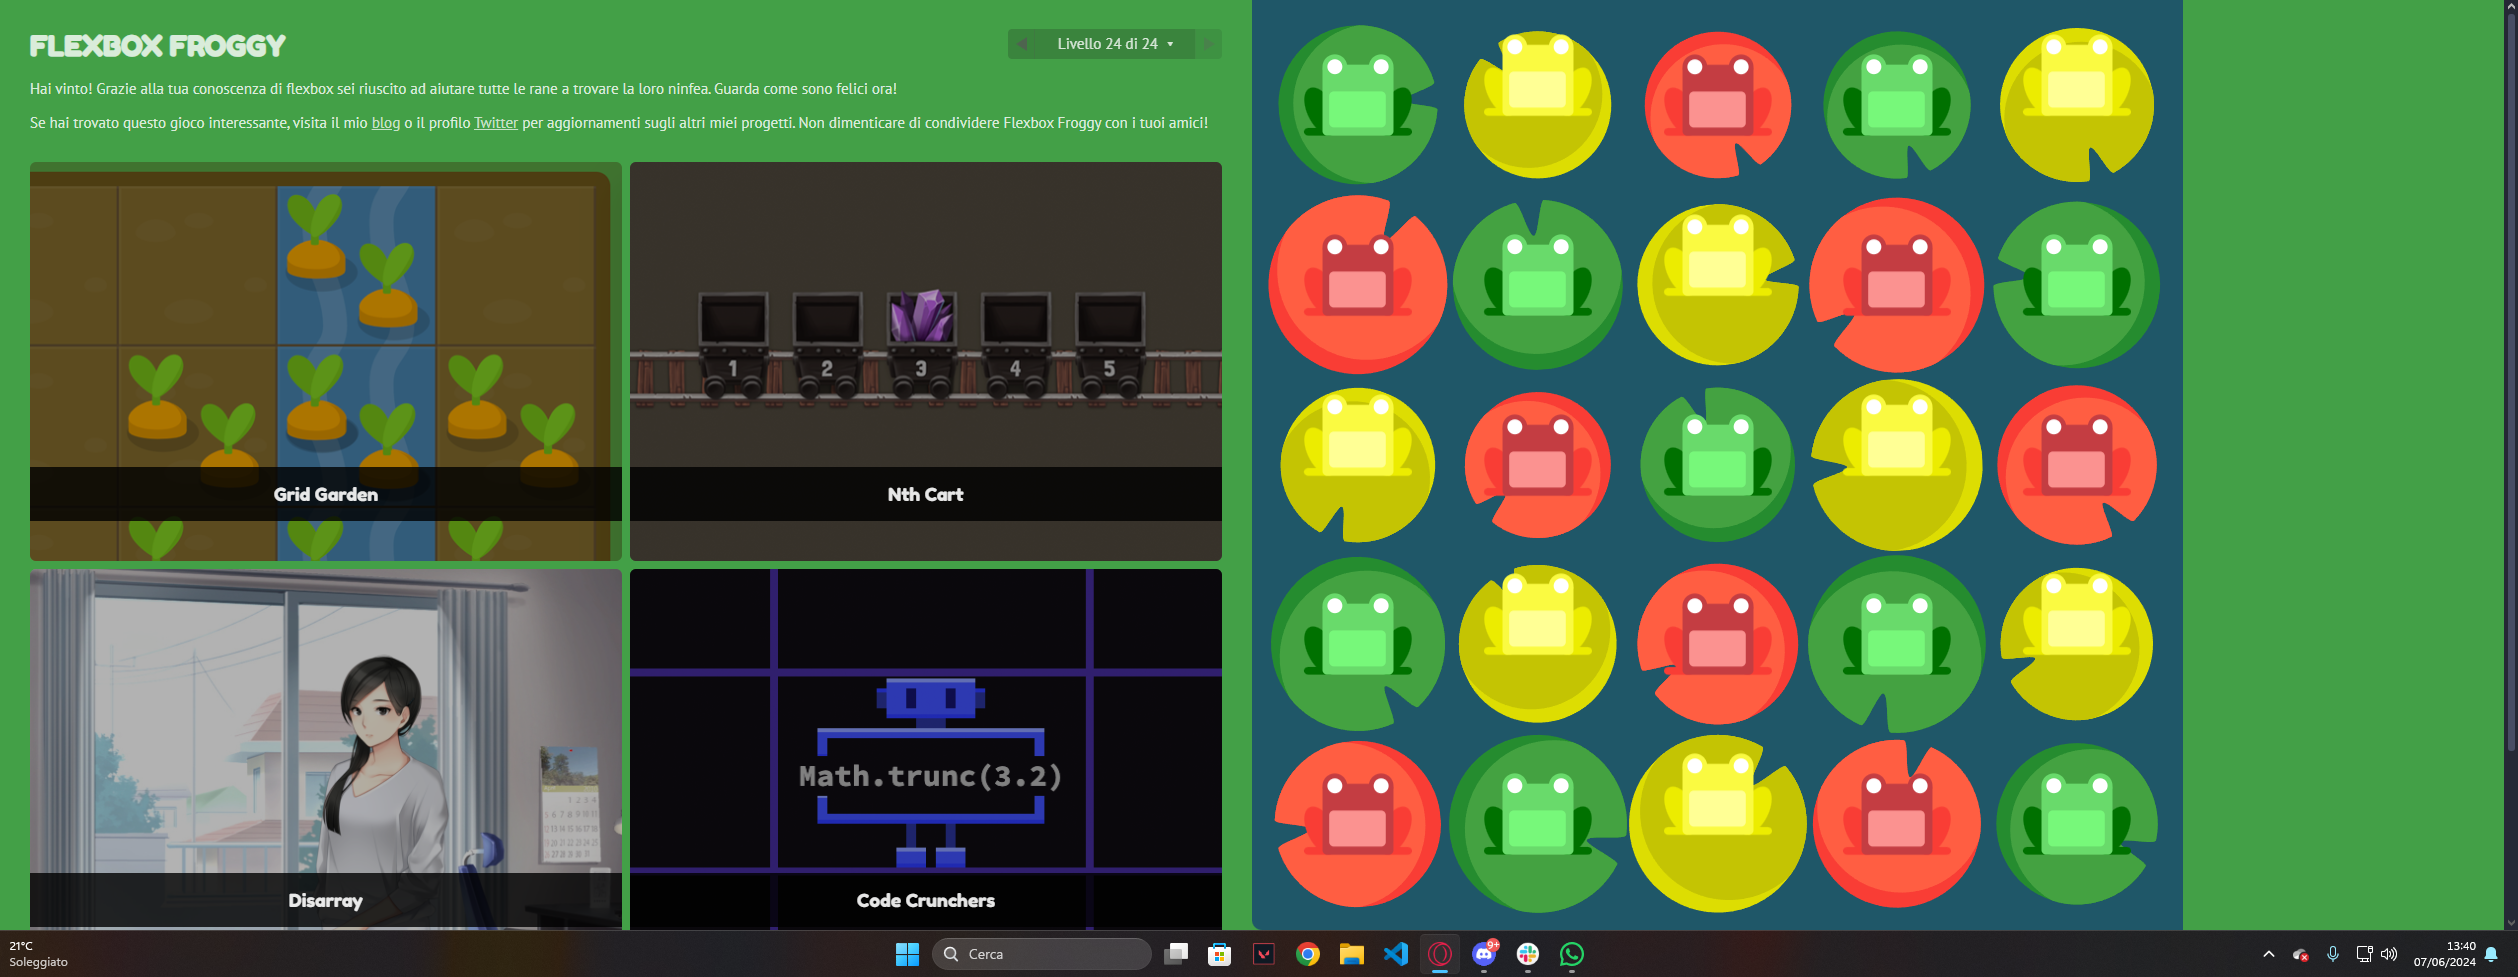 FLEXBOX FROGGY
Livello 24 di 24
Hai vinto! Grazie alla tua conoscenza di flexbox sei riuscito ad aiutare tutte le rane a trovare la loro ninfea. Guarda come sono felici ora!
Se hai trovato questo gioco interessante, visita il mio blog o il profilo Twitter per aggiornamenti sugli altri miei progetti. Non dimenticare di condividere Flexbox Froggy con i tuoi amici!
1 2 3 4 5
Grid Garden
Nth Cart
Math.trunc(3.2)
Disarray
Code Crunchers
21°C
Soleggiato
Cerca
9+
13:40
07/06/2024